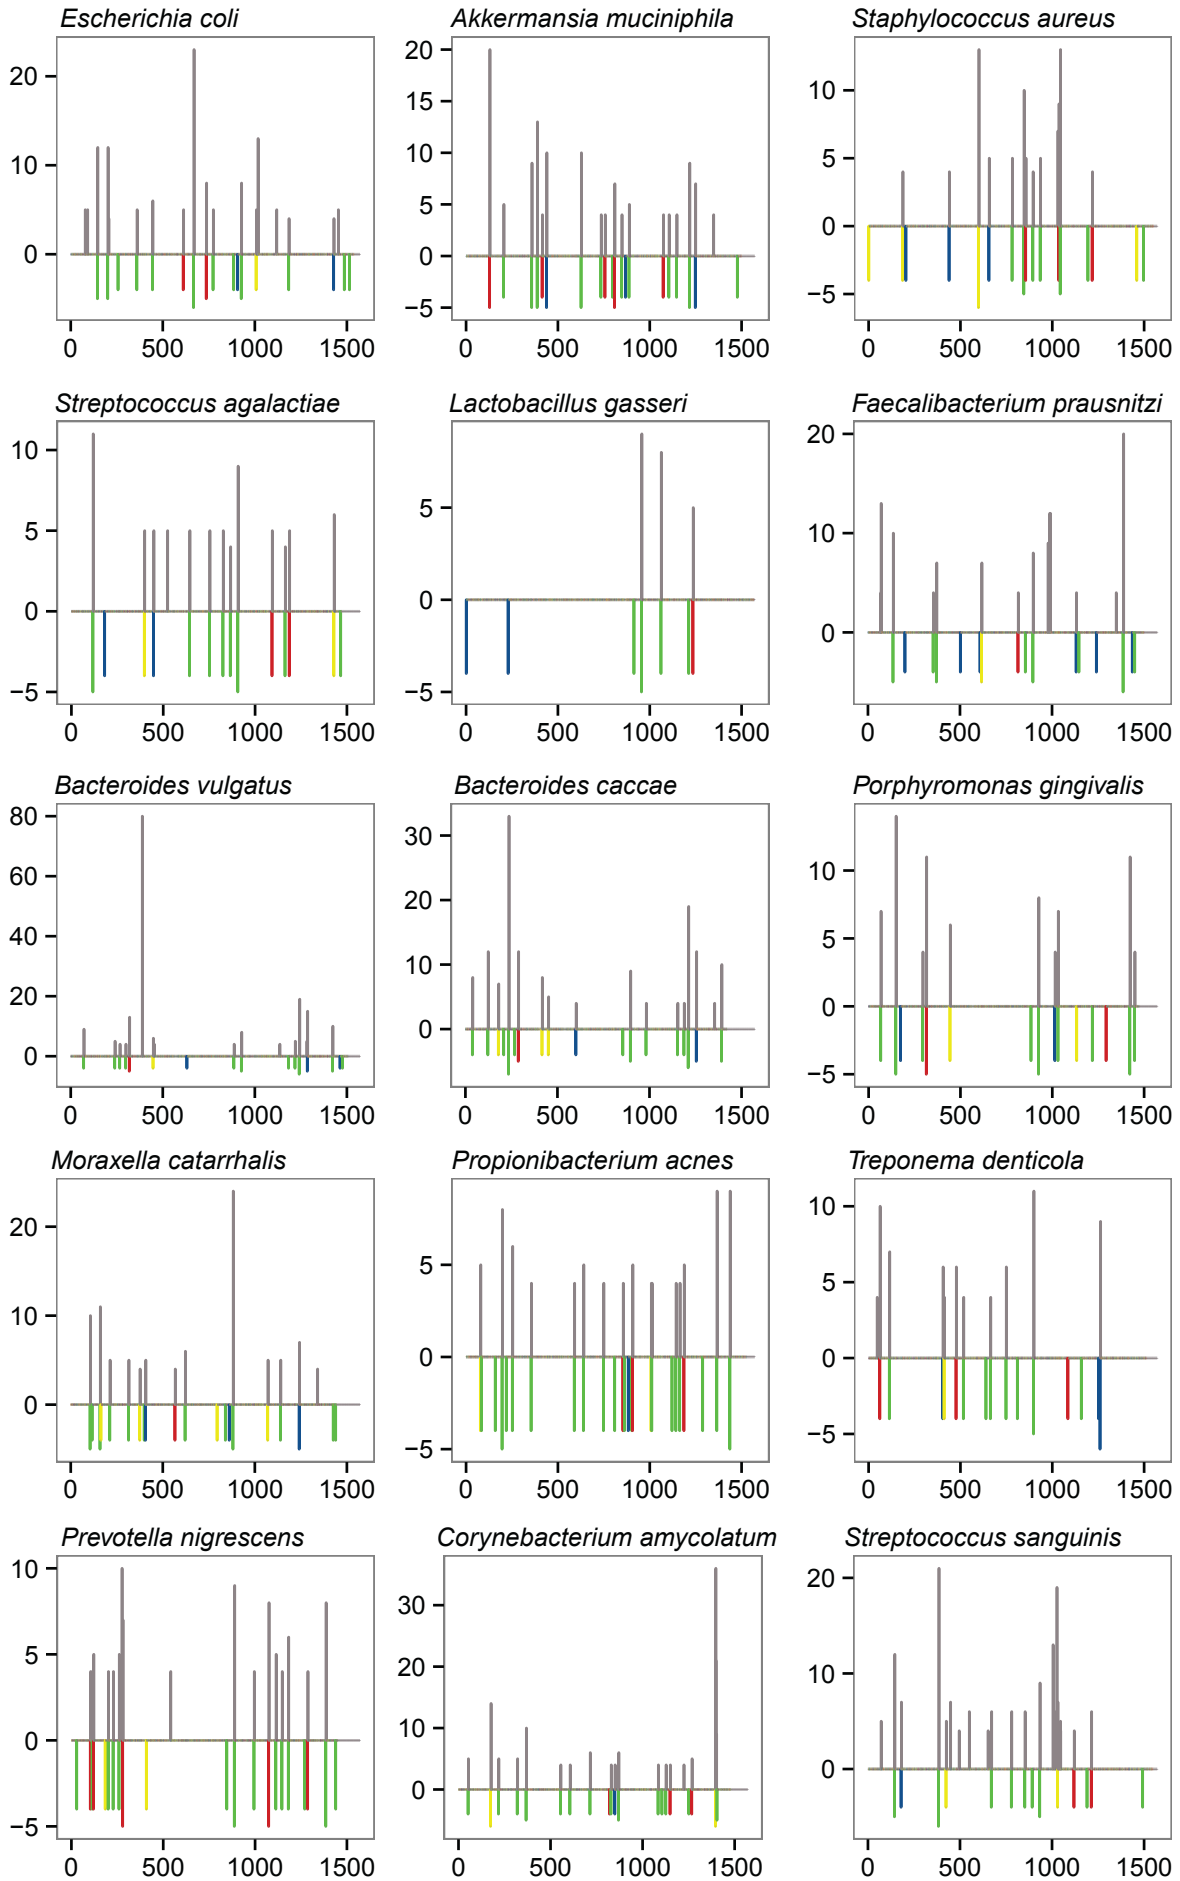 Escherichia coli Akkermansia muciniphila Staphylococcus aureus
20 10 0
20 15 10 5 0 −5
10 5 0 −5
0 500 1000 1500 0 500 1000 1500 0 500 1000 1500
Streptococcus agalactiae Lactobacillus gasseri Faecalibacterium prausnitzi
10 5 0 −5
5 0 −5
20 10 0
0 500 1000 1500 0 500 1000 1500 0 500 1000 1500
Bacteroides vulgatus Bacteroides caccae Porphyromonas gingivalis
80 60 40 20 0
30 20 10 0
10 5 0 −5
0 500 1000 1500 0 500 1000 1500 0 500 1000 1500
Moraxella catarrhalis Propionibacterium acnes Treponema denticola
20 10 0
5 0 −5
10 5 0 −5
0 500 1000 1500 0 500 1000 1500 0 500 1000 1500
Prevotella nigrescens Corynebacterium amycolatum Streptococcus sanguinis
10 5 0 −5
30 20 10 0
20 10 0
0 500 1000 1500 0 500 1000 1500 0 500 1000 1500